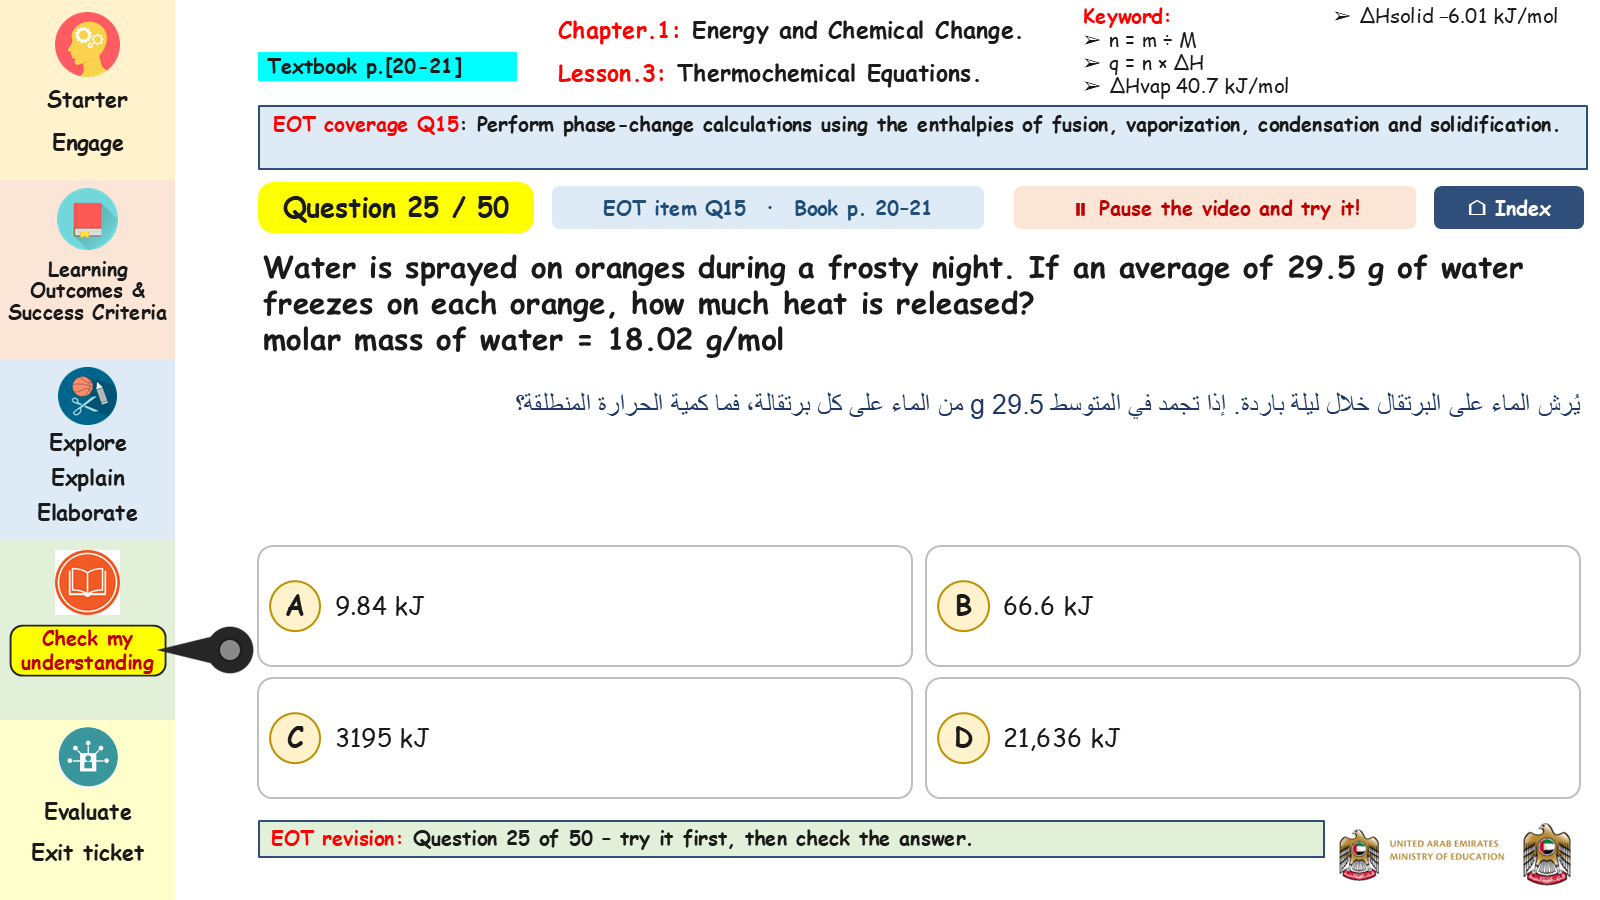 Starter
Engage
Learning
Outcomes &
Success Criteria
Explore
Explain
Elaborate
Check my
understanding
Evaluate
Exit ticket
Textbook p.[20-21]
Chapter.1: Energy and Chemical Change.
Lesson.3: Thermochemical Equations.
Keyword:
➢ n = m ÷ M
➢ q = n × ΔH
➢ ΔHvap 40.7 kJ/mol
➢ ΔHsolid −6.01 kJ/mol
EOT coverage Q15: Perform phase-change calculations using the enthalpies of fusion, vaporization, condensation and solidification.
Question 25 / 50
EOT item Q15 · Book p. 20–21
⏸ Pause the video and try it!
⌂ Index
Water is sprayed on oranges during a frosty night. If an average of 29.5 g of water
freezes on each orange, how much heat is released?
molar mass of water = 18.02 g/mol
يُرش الماء على البرتقال خلال ليلة باردة. إذا تجمد في المتوسط 29.5 g من الماء على كل برتقالة، فما كمية الحرارة المنطلقة؟
A 9.84 kJ
B 66.6 kJ
C 3195 kJ
D 21,636 kJ
EOT revision: Question 25 of 50 – try it first, then check the answer.
UNITED ARAB EMIRATES
MINISTRY OF EDUCATION